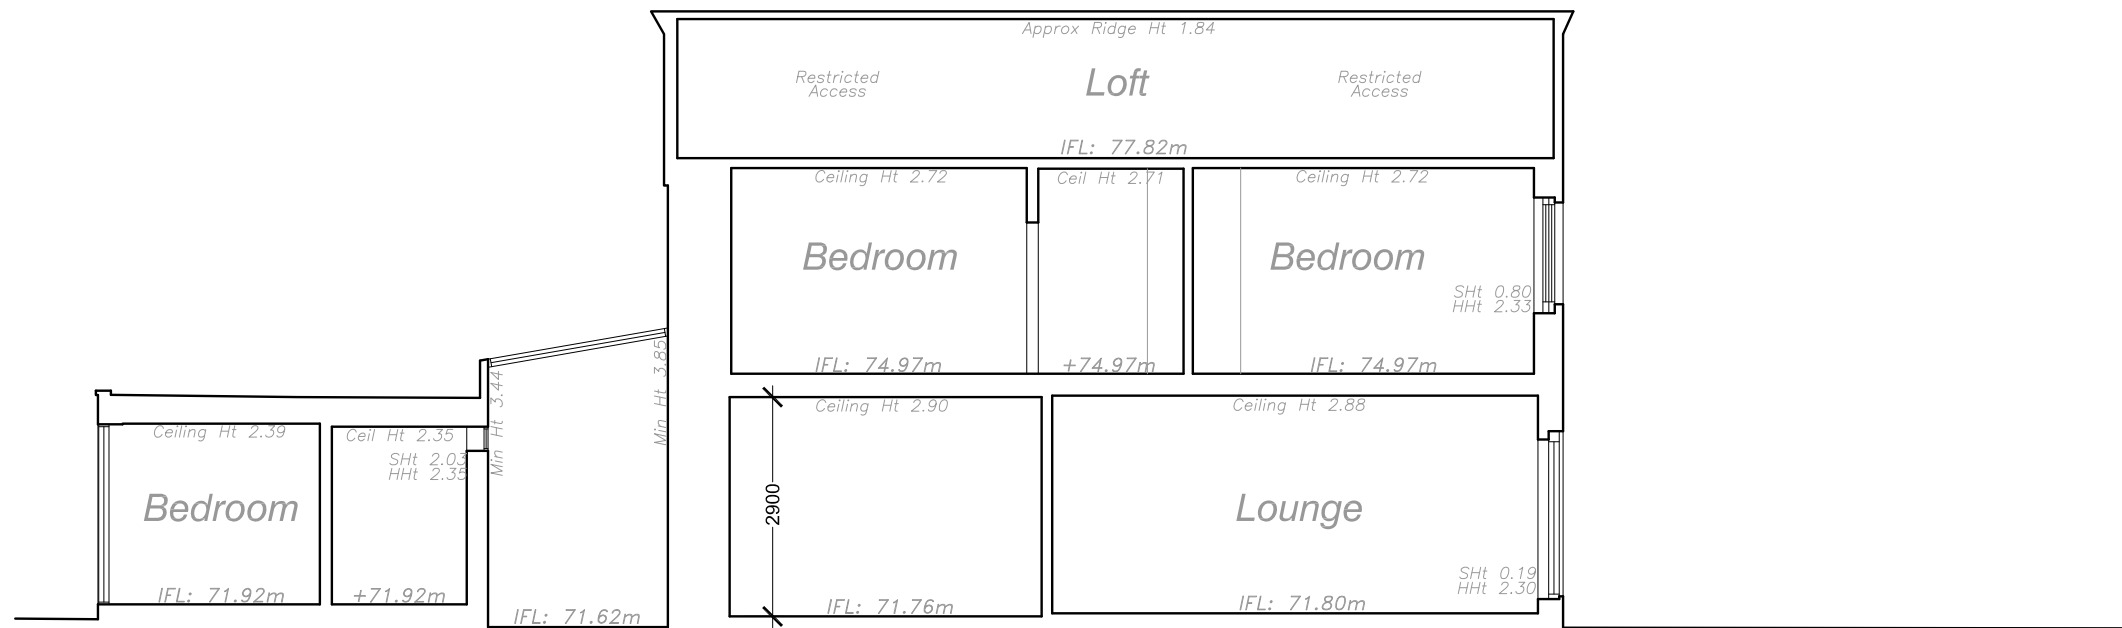 Approx Ridge Ht 1.84
Restricted
Access
Loft
Restricted
Access
IFL: 77.82m
Ceiling Ht 2.72
Ceil Ht 2.71
Ceiling Ht 2.72
Bedroom
Bedroom
SHt 0.80
HHt 2.33
IFL: 74.97m
+74.97m
IFL: 74.97m
Min Ht 3.85
Min Ht 3.44
Ceiling Ht 2.90
Ceiling Ht 2.88
Ceiling Ht 2.39
Ceil Ht 2.35
SHt 2.03
HHt 2.35
Bedroom
2900
Lounge
SHt 0.19
HHt 2.30
IFL: 71.92m
+71.92m
IFL: 71.62m
IFL: 71.76m
IFL: 71.80m